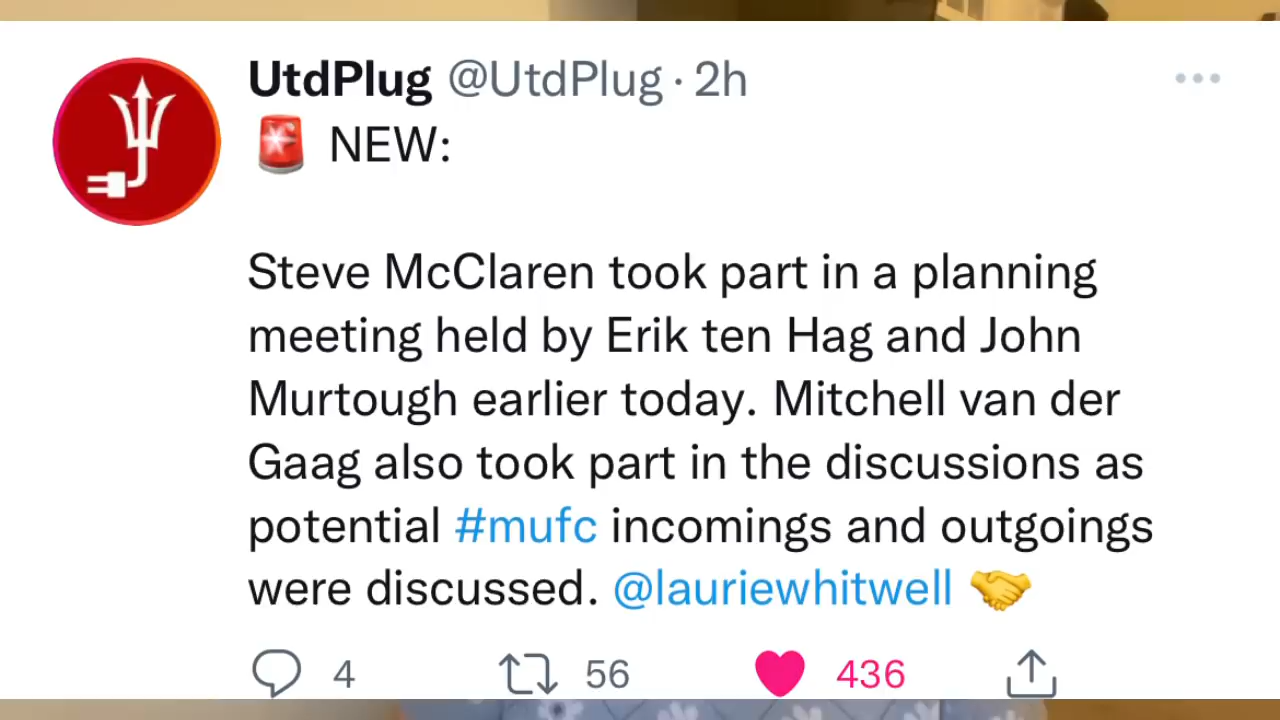 UtdPlug @UtdPlug · 2h
🚨 NEW:
Steve McClaren took part in a planning
meeting held by Erik ten Hag and John
Murtough earlier today. Mitchell van der
Gaag also took part in the discussions as
potential #mufc incomings and outgoings
were discussed. @lauriewhitwell 🤝
4 56 436